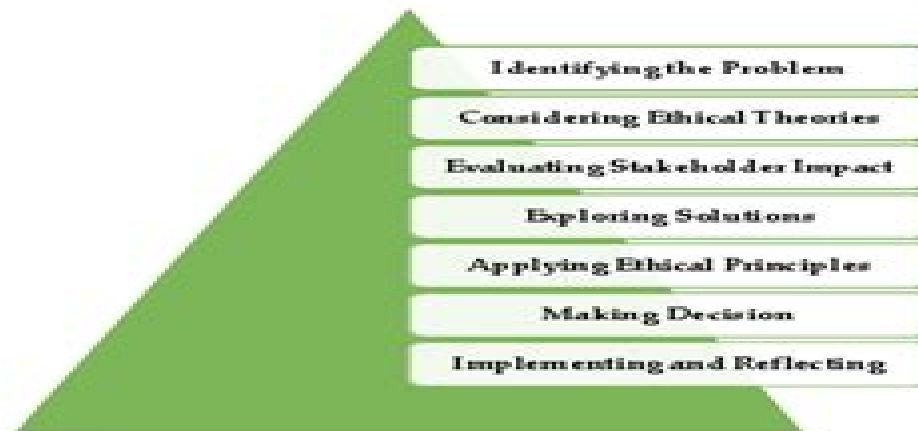 Identifying the Problem
Considering Ethical Theories
Evaluating Stakeholder Impact
Exploring Solutions
Applying Ethical Principles
Making Decision
Implementing and Reflecting